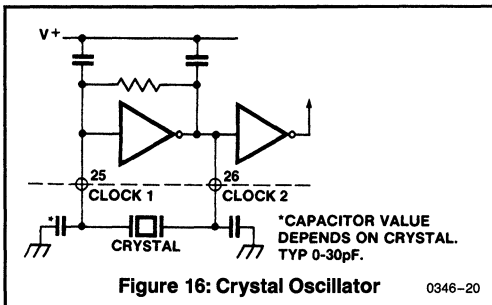 V+
25
CLOCK 1
26
CLOCK 2
*
CRYSTAL
*CAPACITOR VALUE
DEPENDS ON CRYSTAL.
TYP 0-30pF.
Figure 16: Crystal Oscillator
0346-20